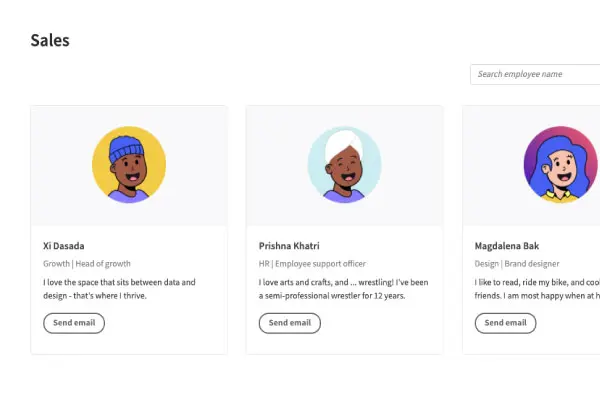 Sales
Search employee name
Xi Dasada
Growth | Head of growth
I love the space that sits between data and
design - that's where I thrive.
Send email
Prishna Khatri
HR | Employee support officer
I love arts and crafts, and ... wrestling! I've been
a semi-professional wrestler for 12 years.
Send email
Magdalena Bak
Design | Brand designer
I like to read, ride my bike, and
friends. I am most happy when at
Send email